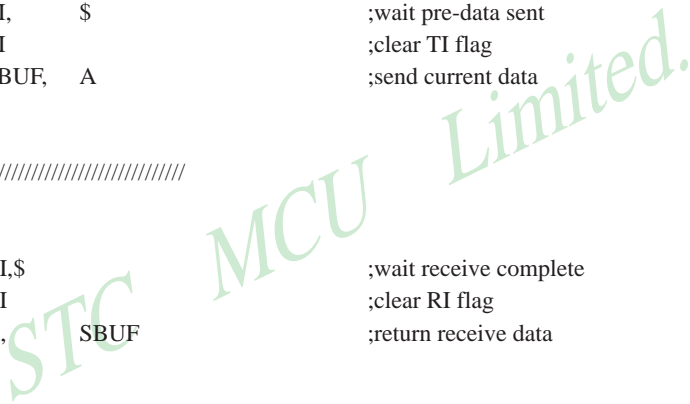 I, $ ;wait pre-data sent
I ;clear TI flag
BUF, A ;send current data
////////////////////////////
I,$ ;wait receive complete
I ;clear RI flag
, SBUF ;return receive data
STC MCU Limited.